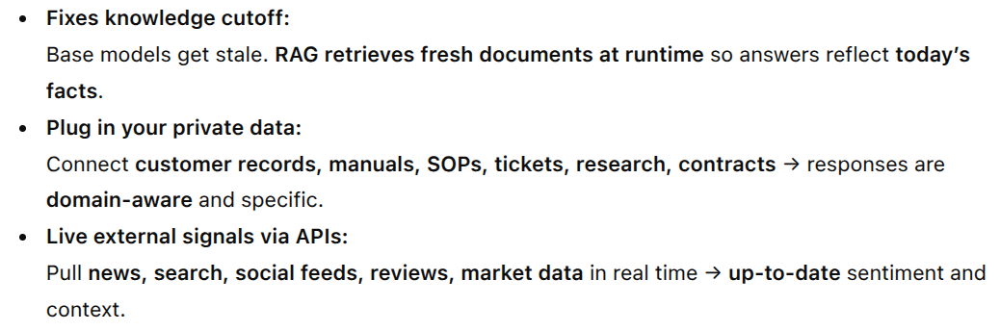 • Fixes knowledge cutoff:
Base models get stale. RAG retrieves fresh documents at runtime so answers reflect today’s
facts.
• Plug in your private data:
Connect customer records, manuals, SOPs, tickets, research, contracts → responses are
domain-aware and specific.
• Live external signals via APIs:
Pull news, search, social feeds, reviews, market data in real time → up-to-date sentiment and
context.